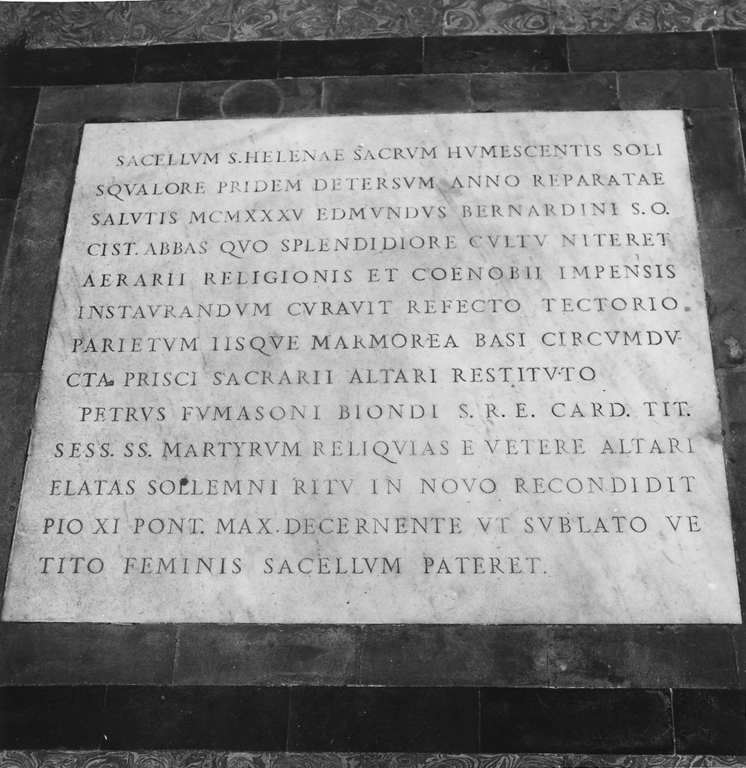 SACELLVM S. HELENAE SACRVM HVMESCENTIS SOLI
SQVALORE PRIDEM DETERSVM ANNO REPARATAE
SALVTIS MCMXXXV EDMVNDVS BERNARDINI S. O.
CIST. ABBAS QVO SPLENDIDIORE CVLTV NITERET
AERARII RELIGIONIS ET COENOBII IMPENSIS
INSTAVRANDVM CVRAVIT REFECTO TECTORIO
PARIETVM IISQVE MARMOREA BASI CIRCVMDV-
CTA PRISCI SACRARII ALTARI RESTITVTO
PETRVS FVMASONI BIONDI S. R. E. CARD. TIT.
SESS. SS. MARTYRVM RELIQVIAS E VETERE ALTARI
ELATAS SOLLEMNI RITV IN NOVO RECONDIDIT
PIO XI PONT. MAX. DECERNENTE VT SVBLATO VE
TITO FEMINIS SACELLVM PATERET.